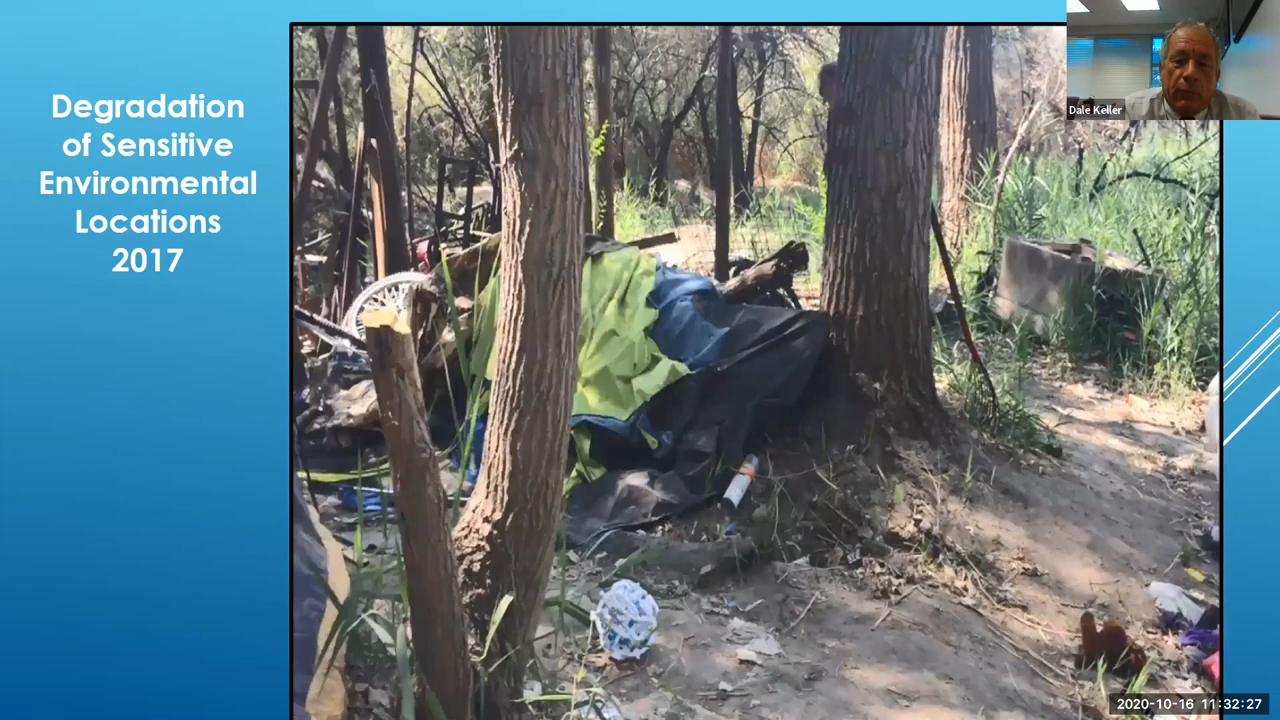 Degradation
of Sensitive
Environmental
Locations
2017
Dale Keller
2020-10-16 11:32:27